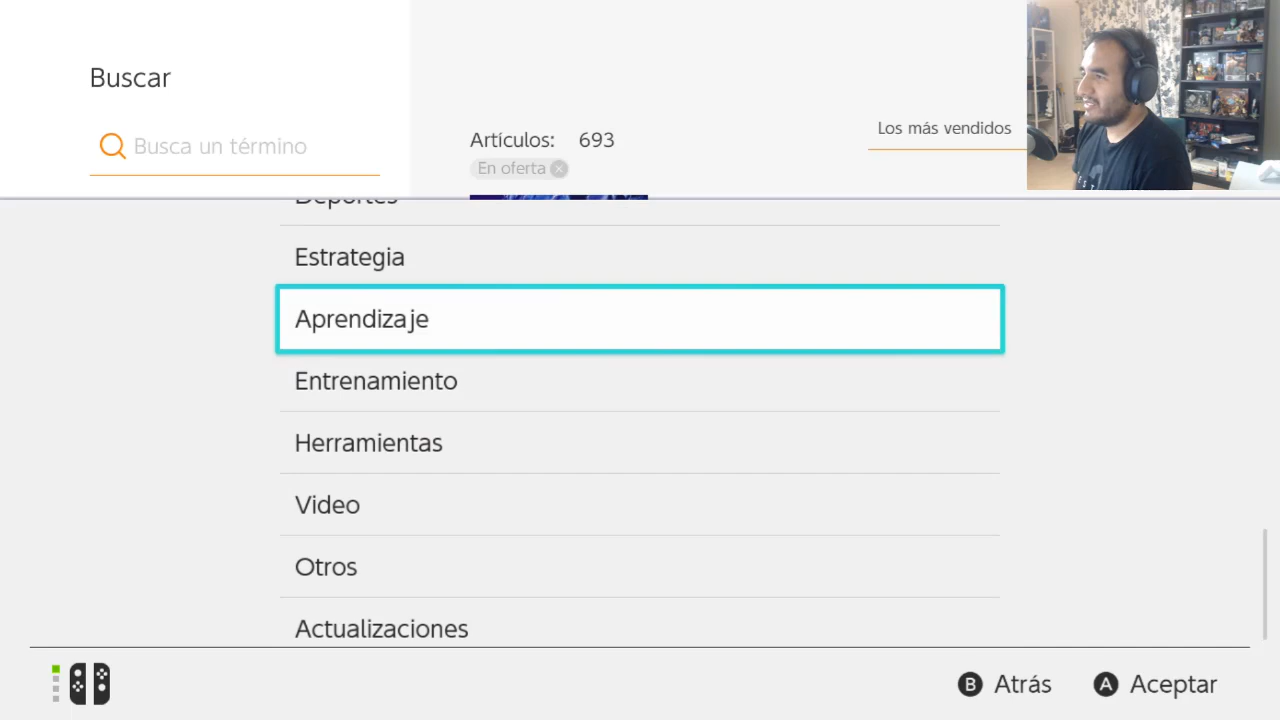 Buscar
Busca un término
Artículos: 693
En oferta
Los más vendidos
Deportes
Estrategia
Aprendizaje
Entrenamiento
Herramientas
Video
Otros
Actualizaciones
B Atrás
A Aceptar